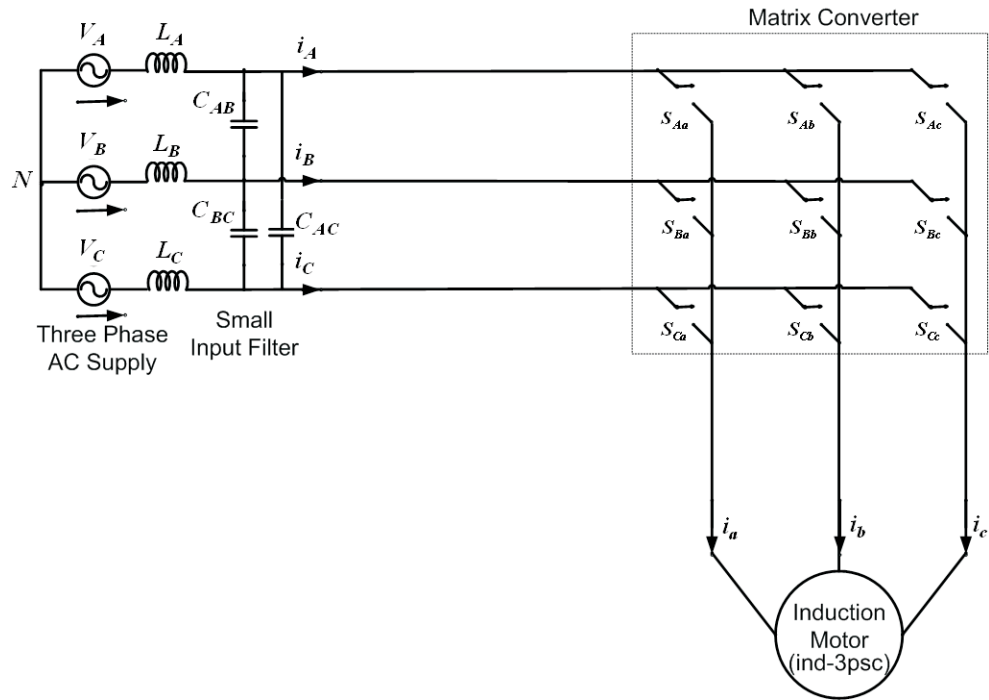 Matrix Converter
V_A L_A i_A
C_AB
S_Aa S_Ab S_Ac
V_B L_B i_B
N
C_BC C_AC
S_Ba S_Bb S_Bc
V_C L_C i_C
Three Phase
AC Supply
Small
Input Filter
S_Ca S_Cb S_Cc
i_a i_b i_c
Induction
Motor
(ind-3psc)